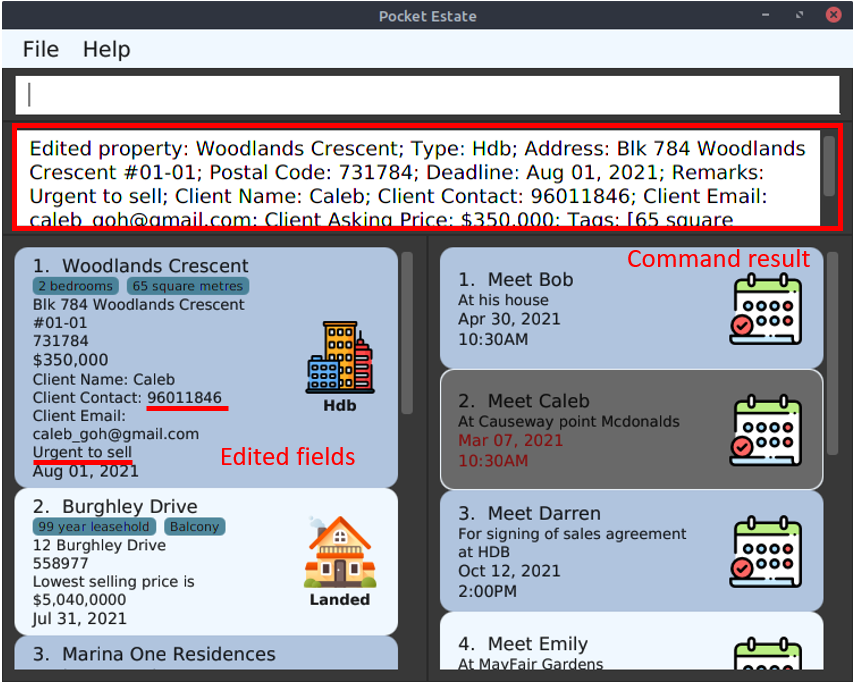 Pocket Estate
File Help
Edited property: Woodlands Crescent; Type: Hdb; Address: Blk 784 Woodlands
Crescent #01-01; Postal Code: 731784; Deadline: Aug 01, 2021; Remarks:
Urgent to sell; Client Name: Caleb; Client Contact: 96011846; Client Email:
caleb_goh@gmail.com; Client Asking Price: $350,000; Tags: [65 square
Command result
1. Woodlands Crescent
2 bedrooms 65 square metres
Blk 784 Woodlands Crescent
#01-01
731784
$350,000
Client Name: Caleb
Client Contact: 96011846
Client Email:
caleb_goh@gmail.com
Urgent to sell
Aug 01, 2021
Hdb
Edited fields
2. Burghley Drive
99 year leasehold Balcony
12 Burghley Drive
558977
Lowest selling price is
$5,040,0000
Jul 31, 2021
Landed
3. Marina One Residences
1. Meet Bob
At his house
Apr 30, 2021
10:30AM
2. Meet Caleb
At Causeway point Mcdonalds
Mar 07, 2021
10:30AM
3. Meet Darren
For signing of sales agreement
at HDB
Oct 12, 2021
2:00PM
4. Meet Emily
At MayFair Gardens